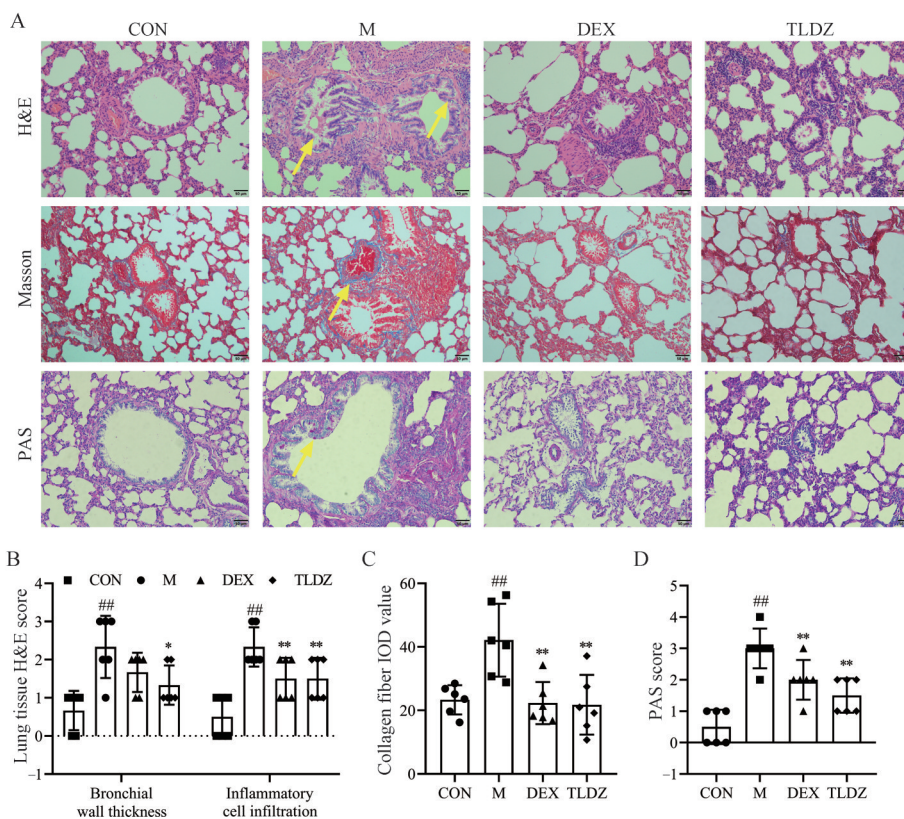 A
CON M DEX TLDZ
H&E
Masson
PAS
B
■ CON ● M ▲ DEX ◆ TLDZ
Lung tissue H&E score
4
3
2
1
0
−1
## * ## ** **
Bronchial
wall thickness
Inflammatory
cell infiltration
C
Collagen fiber IOD value
60
40
20
0
## ** **
CON M DEX TLDZ
D
PAS score
5
4
3
2
1
0
−1
## ** **
CON M DEX TLDZ